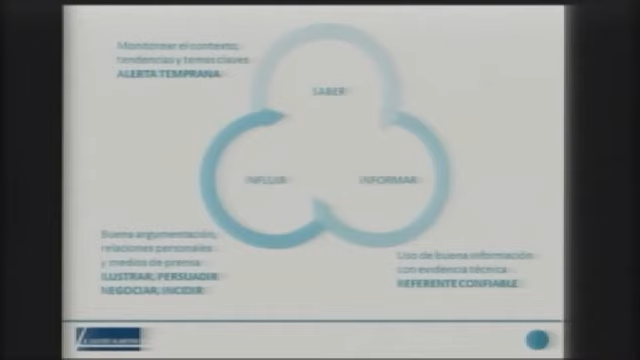 Monitorear el contexto,
tendencias y temas claves
ALERTA TEMPRANA
SABER
INFLUIR
INFORMAR
Buena argumentación,
relaciones personales
y medios de prensa
ILUSTRAR, PERSUADIR
NEGOCIAR, INCIDIR
Uso de buena información
con evidencia técnica
REFERENTE CONFIABLE